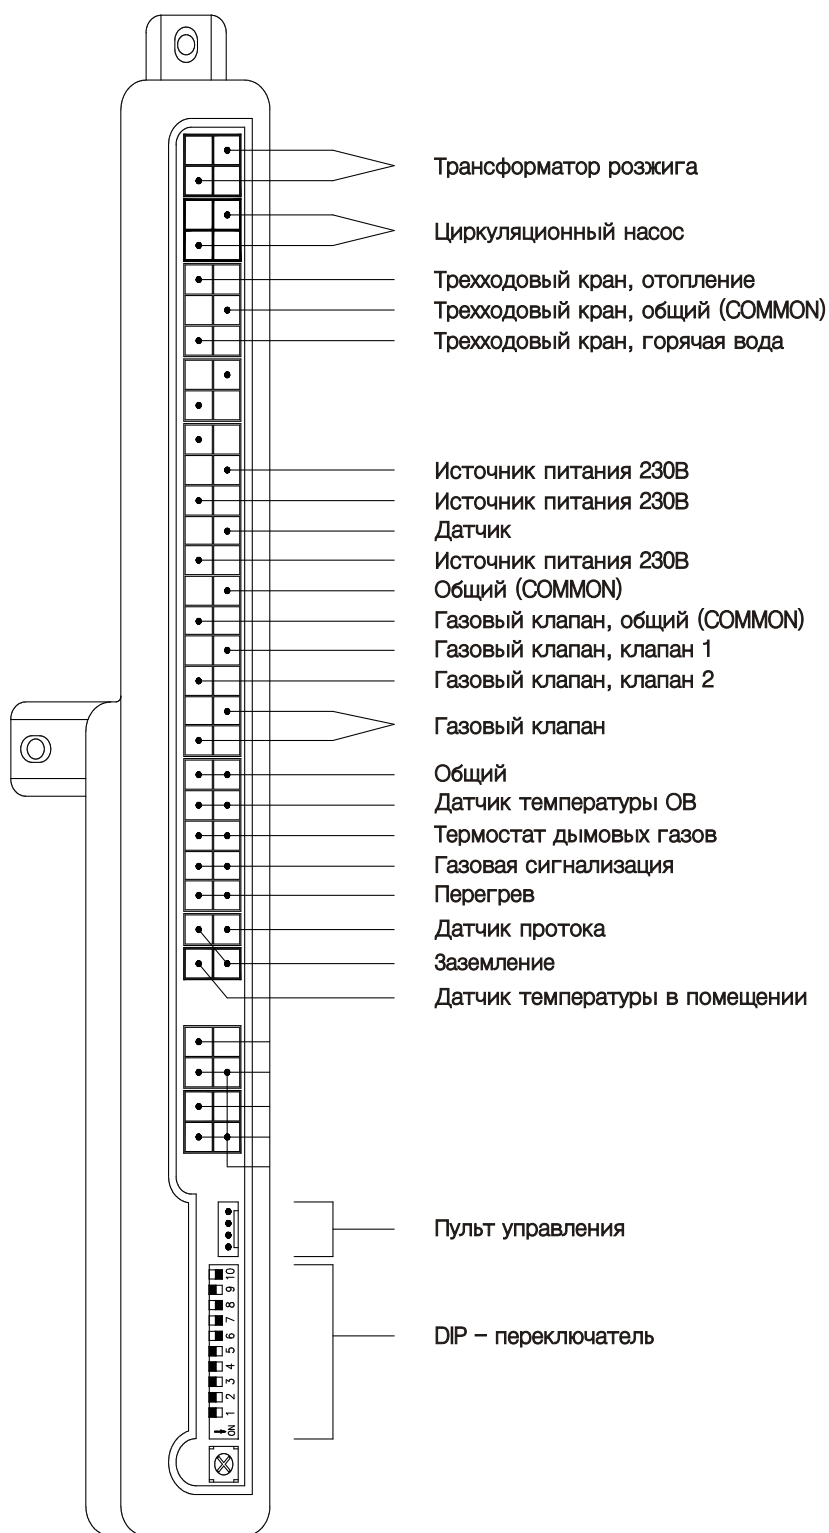 Трансформатор розжига
Циркуляционный насос
Трехходовый кран, отопление
Трехходовый кран, общий (COMMON)
Трехходовый кран, горячая вода
Источник питания 230В
Источник питания 230В
Датчик
Источник питания 230В
Общий (COMMON)
Газовый клапан, общий (COMMON)
Газовый клапан, клапан 1
Газовый клапан, клапан 2
Газовый клапан
Общий
Датчик температуры ОВ
Термостат дымовых газов
Газовая сигнализация
Перегрев
Датчик протока
Заземление
Датчик температуры в помещении
Пульт управления
DIP – переключатель
ON ↓ 1 2 3 4 5 6 7 8 9 10